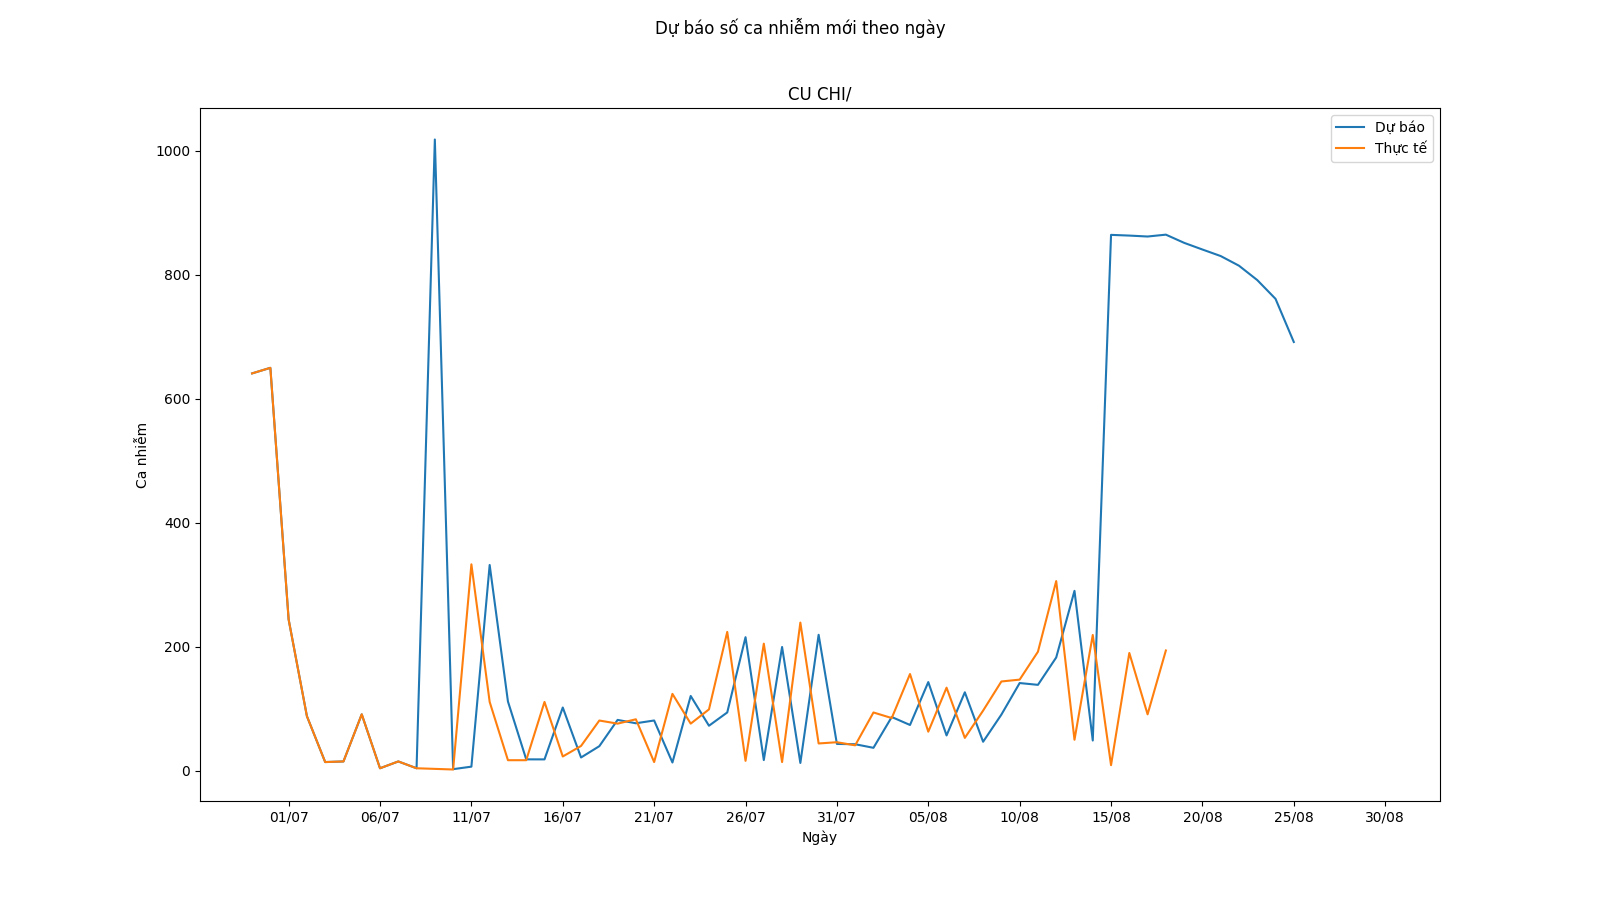 Dự báo số ca nhiễm mới theo ngày
CU CHI/
Dự báo
Thực tế
1000
800
600
400
200
0
Ca nhiễm
01/07 06/07 11/07 16/07 21/07 26/07 31/07 05/08 10/08 15/08 20/08 25/08 30/08
Ngày